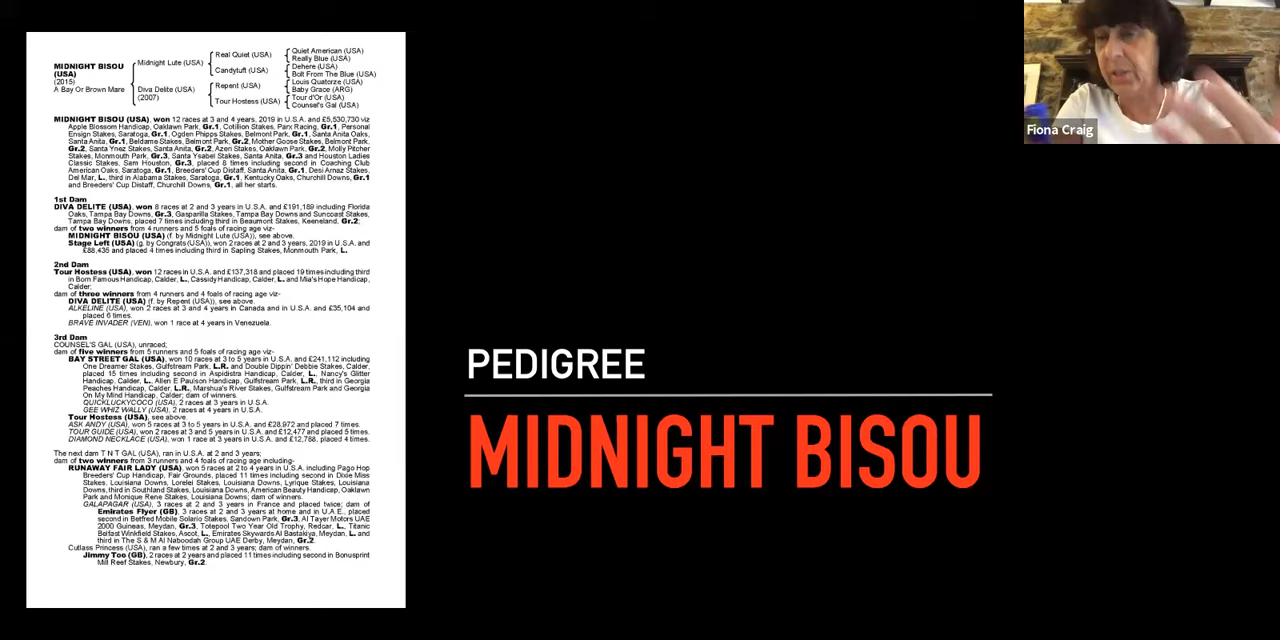 MIDNIGHT BISOU
(USA)
(2015)
A Bay Or Brown Mare
Midnight Lute (USA)
Diva Delite (USA)
(2007)
Real Quiet (USA)
Candytuft (USA)
Repent (USA)
Tour Hostess (USA)
Quiet American (USA)
Really Blue (USA)
Dehere (USA)
Bolt From The Blue (USA)
Louis Quatorze (USA)
Baby Grace (ARG)
Tour d'Or (USA)
Counsel's Gal (USA)
MIDNIGHT BISOU (USA), won 12 races at 3 and 4 years, 2019 in U.S.A. and £5,530,730 viz
Apple Blossom Handicap, Oaklawn Park, Gr.1, Cotillion Stakes, Parx Racing, Gr.1, Personal
Ensign Stakes, Saratoga, Gr.1, Ogden Phipps Stakes, Belmont Park, Gr.1, Santa Anita Oaks,
Santa Anita, Gr.1, Beldame Stakes, Belmont Park, Gr.2, Mother Goose Stakes, Belmont Park,
Gr.2, Santa Ynez Stakes, Santa Anita, Gr.2, Azeri Stakes, Oaklawn Park, Gr.2, Molly Pitcher
Stakes, Monmouth Park, Gr.3, Santa Ysabel Stakes, Santa Anita, Gr.3 and Houston Ladies
Classic Stakes, Sam Houston, Gr.3, placed 8 times including second in Coaching Club
American Oaks, Saratoga, Gr.1, Breeders' Cup Distaff, Santa Anita, Gr.1, Desi Arnaz Stakes,
Del Mar, L., third in Alabama Stakes, Saratoga, Gr.1, Kentucky Oaks, Churchill Downs, Gr.1
and Breeders' Cup Distaff, Churchill Downs, Gr.1, all her starts.
1st Dam
DIVA DELITE (USA), won 8 races at 2 and 3 years in U.S.A. and £191,189 including Florida
Oaks, Tampa Bay Downs, Gr.3, Gasparilla Stakes, Tampa Bay Downs and Suncoast Stakes,
Tampa Bay Downs, placed 7 times including third in Beaumont Stakes, Keeneland, Gr.2;
dam of two winners from 4 runners and 5 foals of racing age viz-
MIDNIGHT BISOU (USA) (f. by Midnight Lute (USA)), see above.
Stage Left (USA) (g. by Congrats (USA)), won 2 races at 2 and 3 years, 2019 in U.S.A. and
£88,435 and placed 4 times including third in Sapling Stakes, Monmouth Park, L.
2nd Dam
Tour Hostess (USA), won 12 races in U.S.A. and £137,318 and placed 19 times including third
in Born Famous Handicap, Calder, L., Cassidy Handicap, Calder, L. and Mia's Hope Handicap,
Calder;
dam of three winners from 4 runners and 4 foals of racing age viz-
DIVA DELITE (USA) (f. by Repent (USA)), see above.
ALKELINE (USA), won 2 races at 3 and 4 years in Canada and in U.S.A. and £35,104 and
placed 6 times.
BRAVE INVADER (VEN), won 1 race at 4 years in Venezuela.
3rd Dam
COUNSEL'S GAL (USA), unraced;
dam of five winners from 5 runners and 5 foals of racing age viz-
BAY STREET GAL (USA), won 10 races at 3 to 5 years in U.S.A. and £241,112 including
One Dreamer Stakes, Gulfstream Park, L.R. and Double Dippin' Debbie Stakes, Calder,
placed 15 times including second in Aspidistra Handicap, Calder, L., Nancy's Glitter
Handicap, Calder, L., Allen E Paulson Handicap, Gulfstream Park, L.R., third in Georgia
Peaches Handicap, Calder, L.R., Marshua's River Stakes, Gulfstream Park and Georgia
On My Mind Handicap, Calder; dam of winners.
QUICKLUCKYCOCO (USA), 2 races at 3 years in U.S.A.
GEE WHIZ WALLY (USA), 2 races at 4 years in U.S.A.
Tour Hostess (USA), see above.
ASK ANDY (USA), won 5 races at 3 to 5 years in U.S.A. and £28,972 and placed 7 times.
TOUR GUIDE (USA), won 2 races at 3 and 5 years in U.S.A. and £12,477 and placed 5 times.
DIAMOND NECKLACE (USA), won 1 race at 3 years in U.S.A. and £12,788, placed 4 times.
The next dam T N T GAL (USA), ran in U.S.A. at 2 and 3 years;
dam of two winners from 4 runners and 4 foals of racing age including-
RUNAWAY FAIR LADY (USA), won 5 races at 2 to 4 years in U.S.A. including Pago Hop
Breeders' Cup Handicap, Fair Grounds, placed 11 times including second in Dixie Miss
Stakes, Louisiana Downs, Lorelei Stakes, Louisiana Downs, Lyrique Stakes, Louisiana
Downs, third in Southland Stakes, Louisiana Downs, American Beauty Handicap, Oaklawn
Park and Monique Rene Stakes, Louisiana Downs; dam of winners.
GALAPAGAR (USA), 3 races at 2 and 3 years in France and placed twice; dam of
Emirates Flyer (GB), 3 races at 2 and 3 years at home and in U.A.E., placed
second in Betfred Mobile Solario Stakes, Sandown Park, Gr.3, Al Tayer Motors UAE
2000 Guineas, Meydan, Gr.3, Totepool Two Year Old Trophy, Redcar, L., Titanic
Belfast Winkfield Stakes, Ascot, L., Emirates Skywards Al Bastakiya, Meydan, L. and
third in The S & M Al Naboodah Group UAE Derby, Meydan, Gr.2.
Cutlass Princess (USA), ran a few times at 2 and 3 years; dam of winners.
Jimmy Too (GB), 2 races at 2 years and placed 11 times including second in Bonusprint
Mill Reef Stakes, Newbury, Gr.2.
PEDIGREE
MIDNIGHT BISOU
Fiona Craig